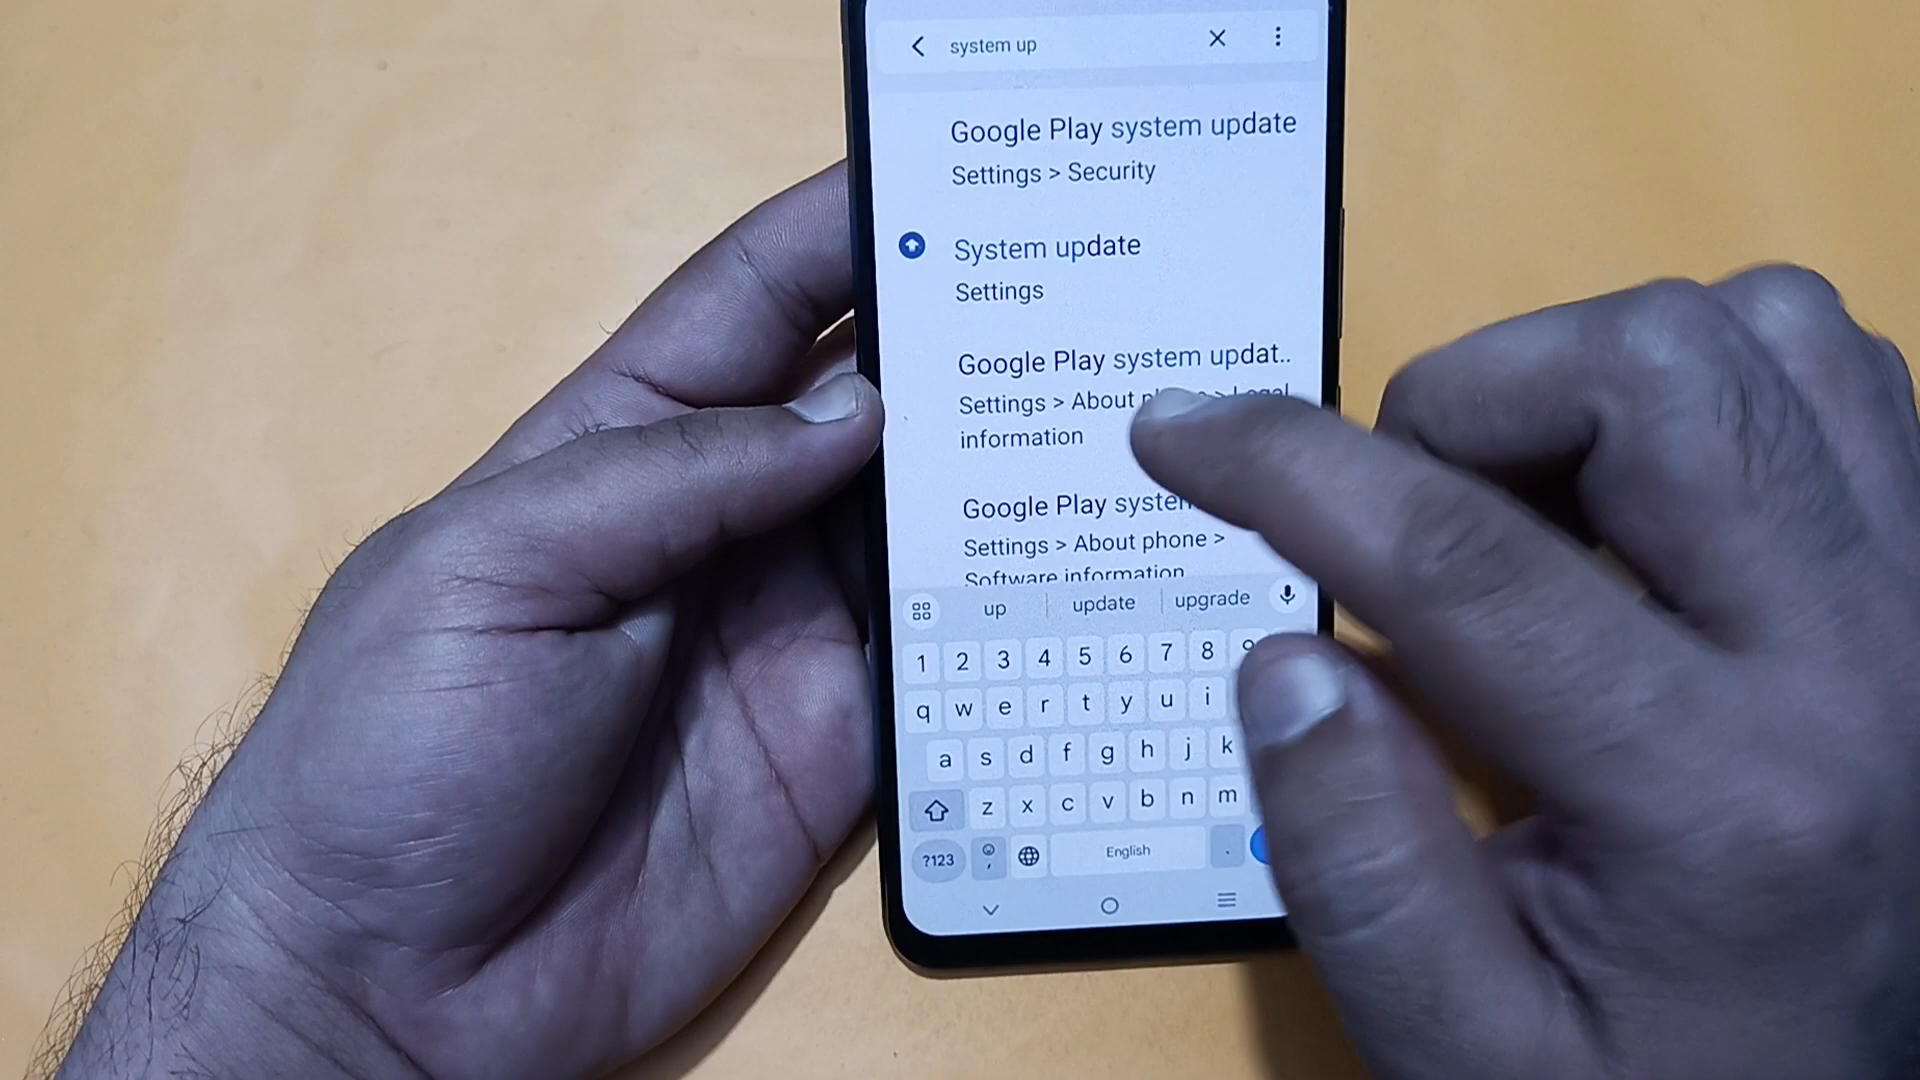 system up
Google Play system update
Settings > Security
System update
Settings
Google Play system updat..
Settings > About > Legal
information
Google Play
Settings > About phone >
Software information
up update upgrade
1 2 3 4 5 6 7 8 9
q w e r t y u i
a s d f g h j k
z x c v b n m
?123 , English .